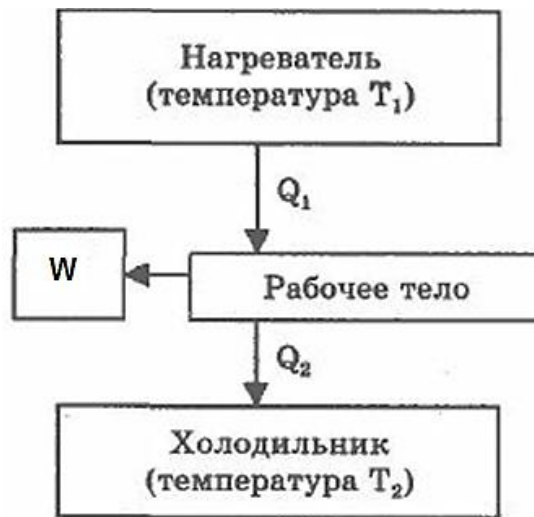 Нагреватель
(температура T₁)
Q₁
W
Рабочее тело
Q₂
Холодильник
(температура T₂)